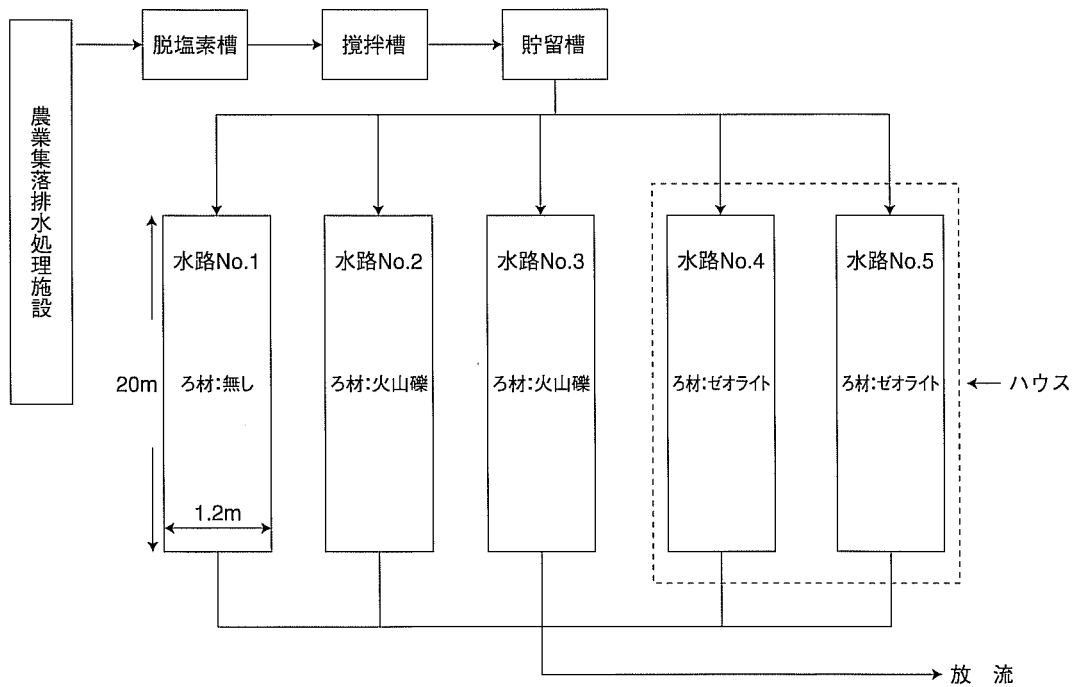 農業集落排水処理施設
脱塩素槽
撹拌槽
貯留槽
水路No.1
水路No.2
水路No.3
水路No.4
水路No.5
20m
ろ材:無し
ろ材:火山礫
ろ材:火山礫
ろ材:ゼオライト
ろ材:ゼオライト
ハウス
1.2m
放 流